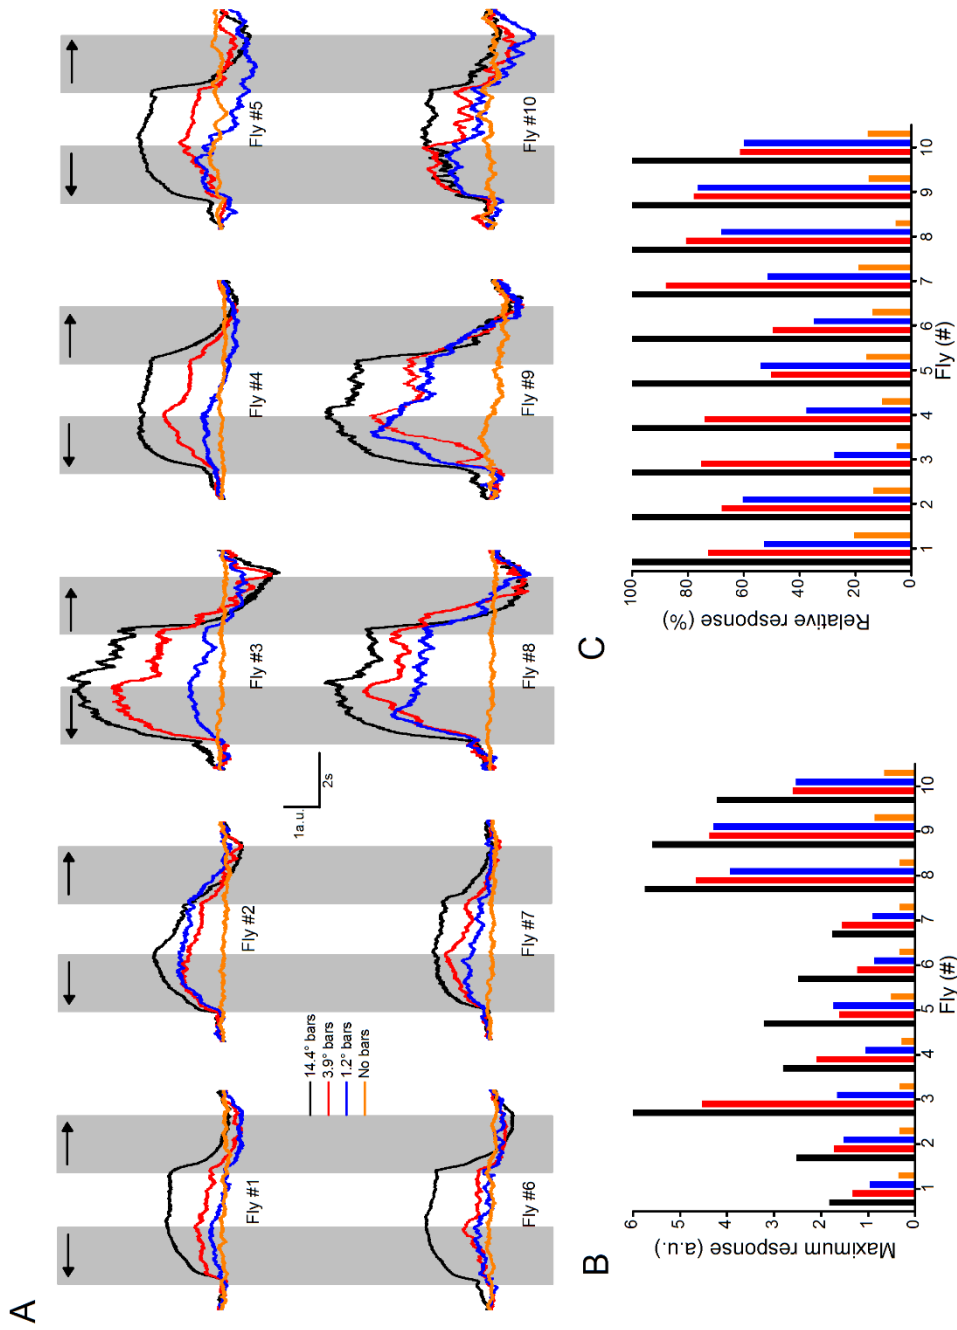 A
Fly #1
Fly #2
Fly #3
Fly #4
Fly #5
14.4° bars
3.9° bars
1.2° bars
No bars
1a.u.
2s
Fly #6
Fly #7
Fly #8
Fly #9
Fly #10
B
Maximum response (a.u.)
6
5
4
3
2
1
0
1 2 3 4 5 6 7 8 9 10
Fly (#)
C
Relative response (%)
100
80
60
40
20
0
1 2 3 4 5 6 7 8 9 10
Fly (#)